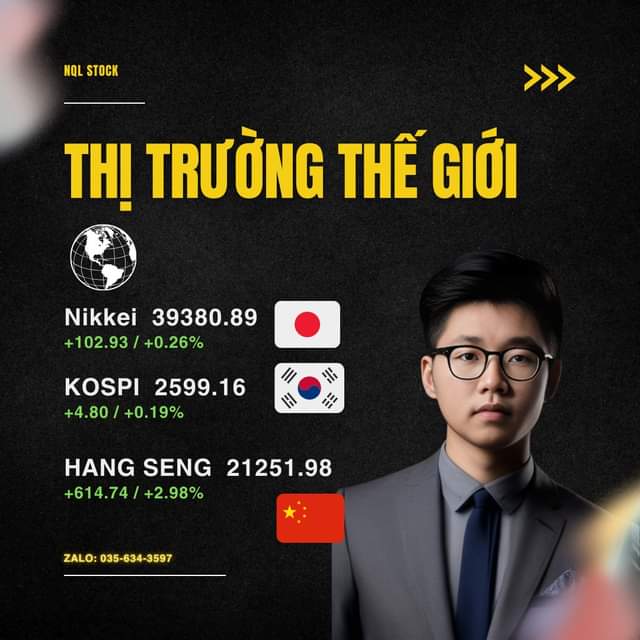 NQL STOCK
THỊ TRƯỜNG THẾ GIỚI
Nikkei 39380.89
+102.93 / +0.26%
KOSPI 2599.16
+4.80 / +0.19%
HANG SENG 21251.98
+614.74 / +2.98%
ZALO: 035-634-3597